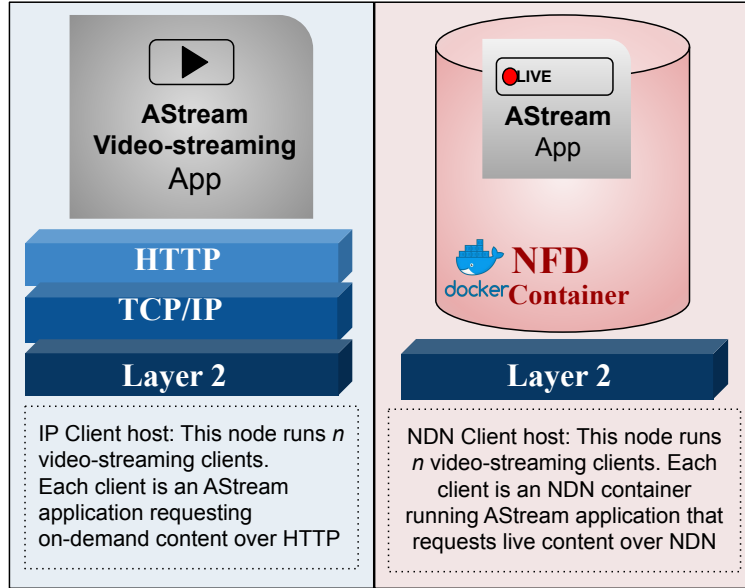 AStream
Video-streaming
App
HTTP
TCP/IP
Layer 2
IP Client host: This node runs n
video-streaming clients.
Each client is an AStream
application requesting
on-demand content over HTTP
LIVE
AStream
App
NFD
docker Container
Layer 2
NDN Client host: This node runs
n video-streaming clients. Each
client is an NDN container
running AStream application that
requests live content over NDN